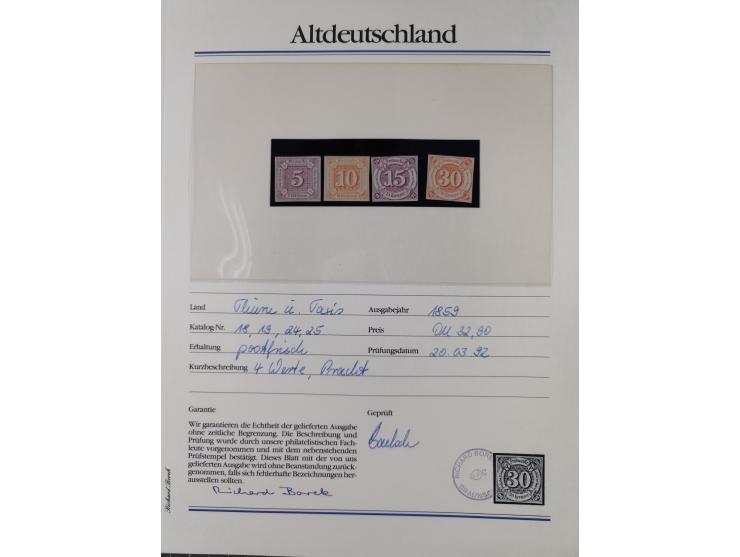 Altdeutschland
5 10 15 30
Land Thurn u. Taxis Ausgabejahr 1859
Katalog-Nr. 18, 19, 24, 25 Preis DM 32,90
Erhaltung postfrisch Prüfungsdatum 20.03.92
Kurzbeschreibung 4 Werte, Pracht
Garantie
Geprüft
Wir garantieren die Echtheit der gelieferten Ausgabe
ohne zeitliche Begrenzung. Die Beschreibung und
Prüfung wurde durch unsere philatelistischen Fach-
leute vorgenommen und mit dem nebenstehenden
Prüfstempel bestätigt. Dieses Blatt mit der von uns
gelieferten Ausgabe wird ohne Beanstandung zurück-
genommen, falls sich fehlerhafte Bezeichnungen her-
ausstellen sollten.
Richard Borek
RICHARD BOREK
30
Richard Borek